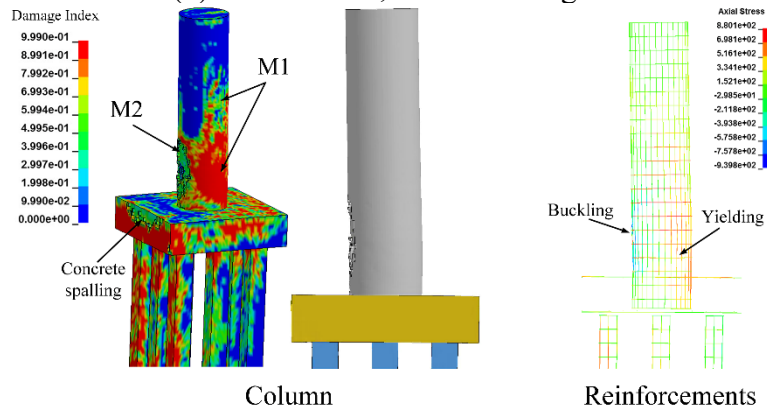 Damage Index
9.990e-01
8.991e-01
7.992e-01
6.993e-01
5.994e-01
4.995e-01
3.996e-01
2.997e-01
1.998e-01
9.990e-02
0.000e+00
M1
M2
Concrete
spalling
Column
Axial Stress
8.801e+02
6.981e+02
5.161e+02
3.341e+02
1.521e+02
-2.985e+01
-2.118e+02
-3.938e+02
-5.758e+02
-7.578e+02
-9.398e+02
Buckling
Yielding
Reinforcements